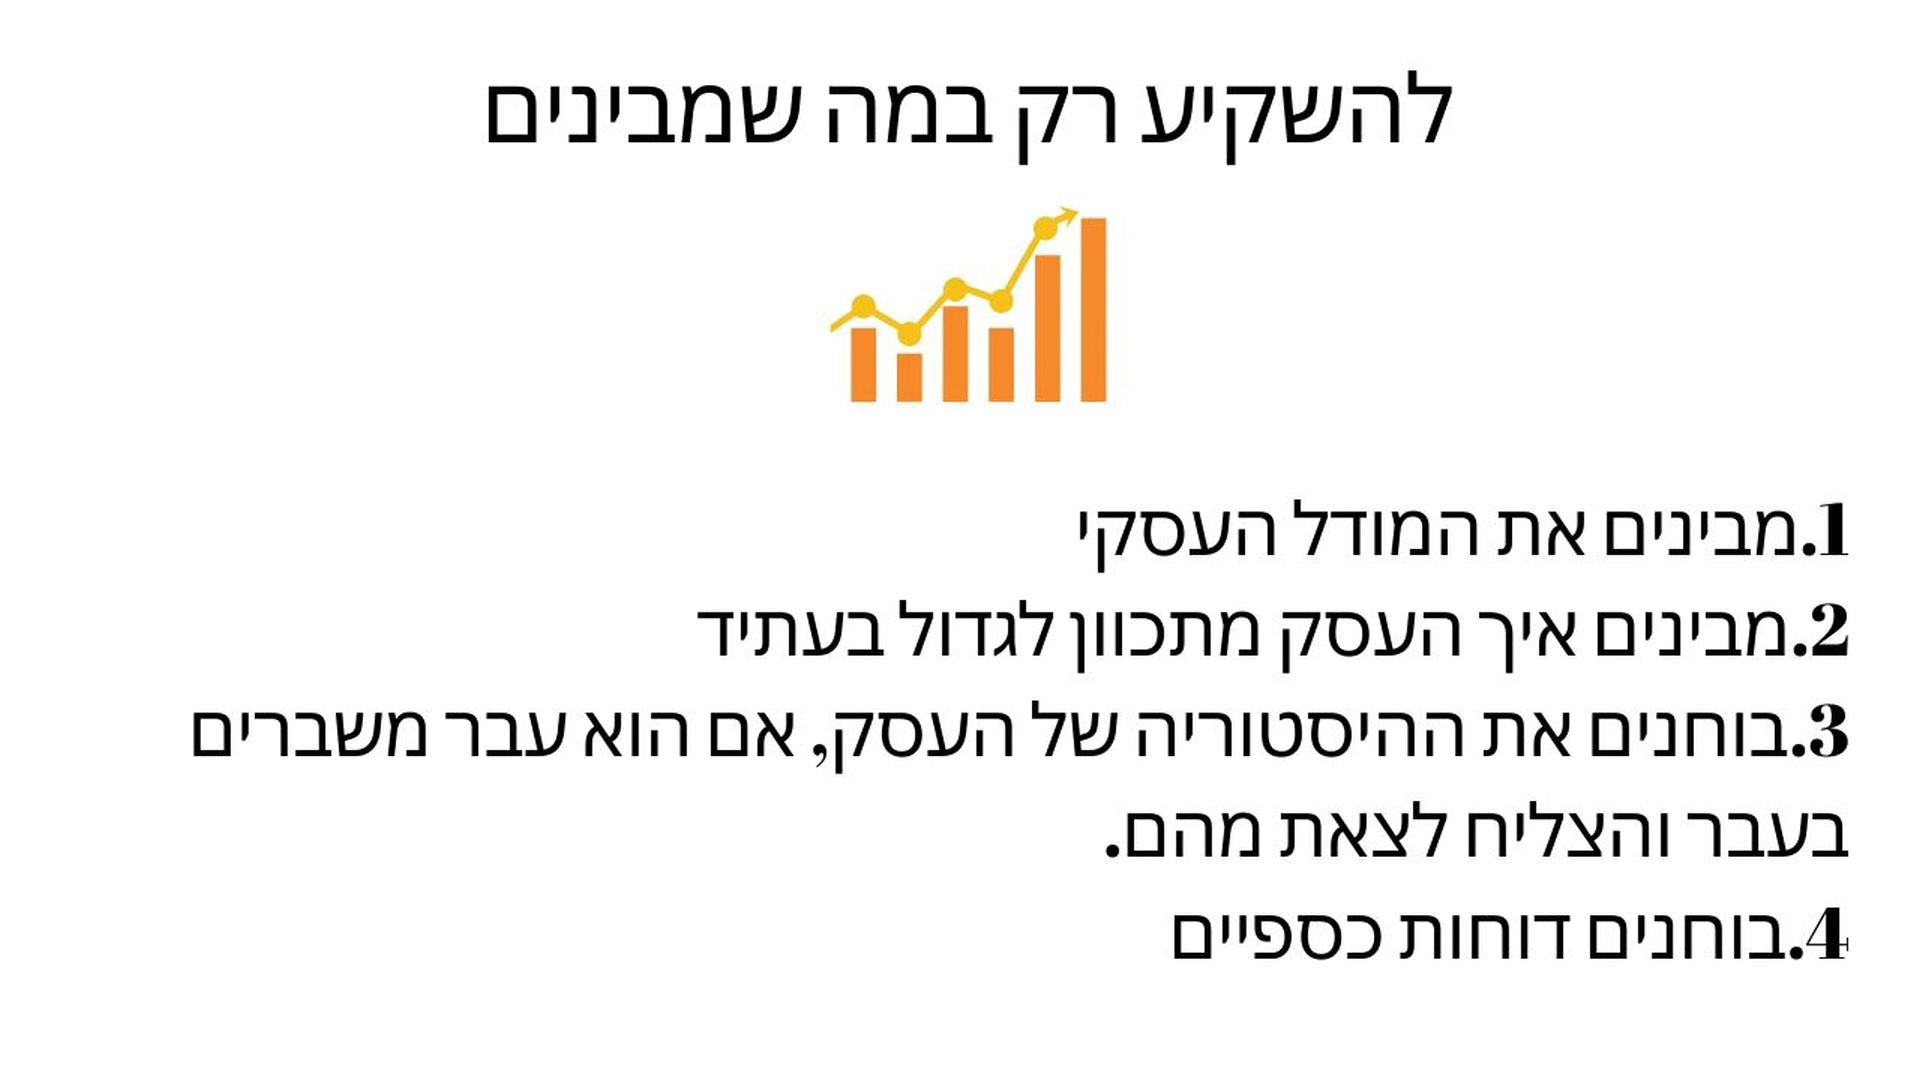 להשקיע רק במה שמבינים
1.מבינים את המודל העסקי
2.מבינים איך העסק מתכוון לגדול בעתיד
3.בוחנים את ההיסטוריה של העסק, אם הוא עבר משברים
בעבר והצליח לצאת מהם.
4.בוחנים דוחות כספיים